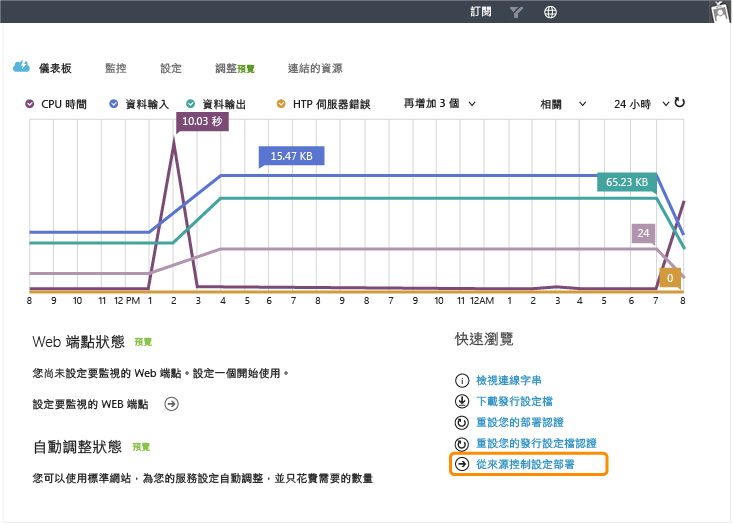 訂閱
儀表板 監控 設定 調整預覽 連結的資源
CPU 時間 資料輸入 資料輸出 HTP 伺服器錯誤 再增加 3 個 相關 24 小時
10.03 秒
15.47 KB
65.23 KB
24
0
8 9 10 11 12 PM 1 2 3 4 5 6 7 8 9 8 9 10 11 12AM 1 2 3 4 5 6 7 8
Web 端點狀態 預覽
您尚未設定要監視的 Web 端點。設定一個開始使用。
設定要監視的 WEB 端點
自動調整狀態 預覽
您可以使用標準網站，為您的服務設定自動調整，並只花費需要的數量
快速瀏覽
檢視連線字串
下載發行設定檔
重設您的部署認證
重設您的發行設定檔認證
從來源控制設定部署